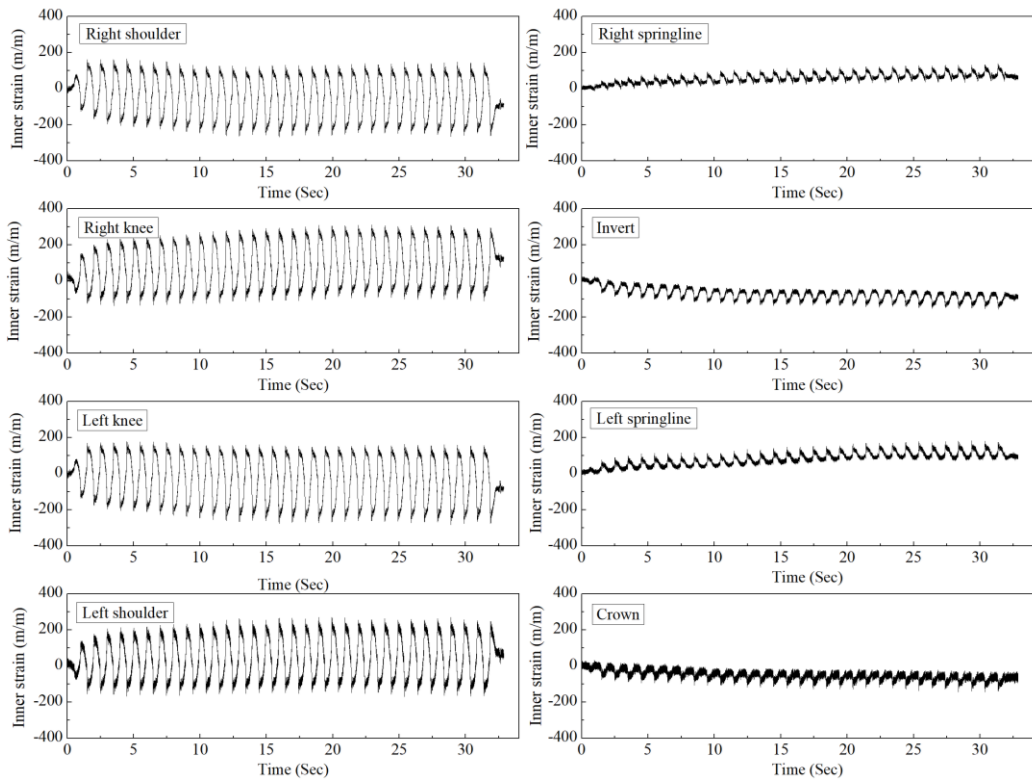 400
200
0
-200
-400
Inner strain (m/m)
Right shoulder
0 5 10 15 20 25 30
Time (Sec)
400
200
0
-200
-400
Inner strain (m/m)
Right springline
0 5 10 15 20 25 30
Time (Sec)
400
200
0
-200
-400
Inner strain (m/m)
Right knee
0 5 10 15 20 25 30
Time (Sec)
400
200
0
-200
-400
Inner strain (m/m)
Invert
0 5 10 15 20 25 30
Time (Sec)
400
200
0
-200
-400
Inner strain (m/m)
Left knee
0 5 10 15 20 25 30
Time (Sec)
400
200
0
-200
-400
Inner strain (m/m)
Left springline
0 5 10 15 20 25 30
Time (Sec)
400
200
0
-200
-400
Inner strain (m/m)
Left shoulder
0 5 10 15 20 25 30
Time (Sec)
400
200
0
-200
-400
Inner strain (m/m)
Crown
0 5 10 15 20 25 30
Time (Sec)